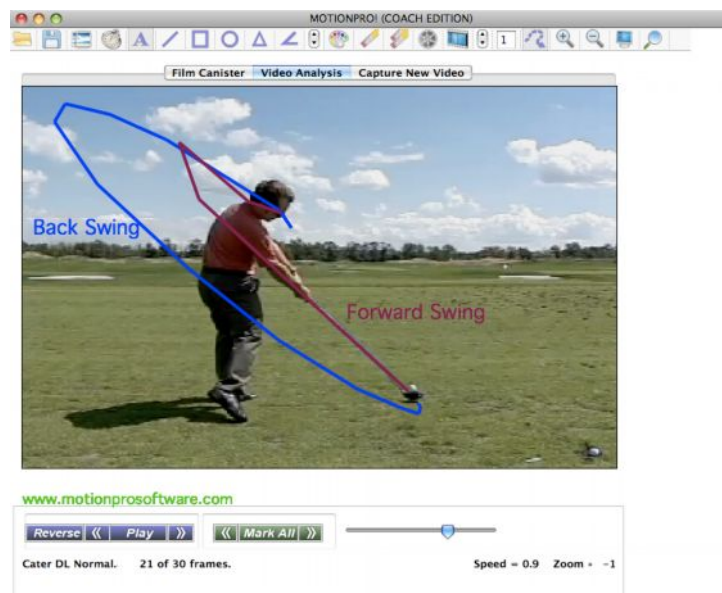 MOTIONPRO! (COACH EDITION)
A
1
Film Canister Video Analysis Capture New Video
Back Swing
Forward Swing
www.motionprosoftware.com
Reverse « Play » « Mark All »
Cater DL Normal. 21 of 30 frames. Speed = 0.9 Zoom = -1